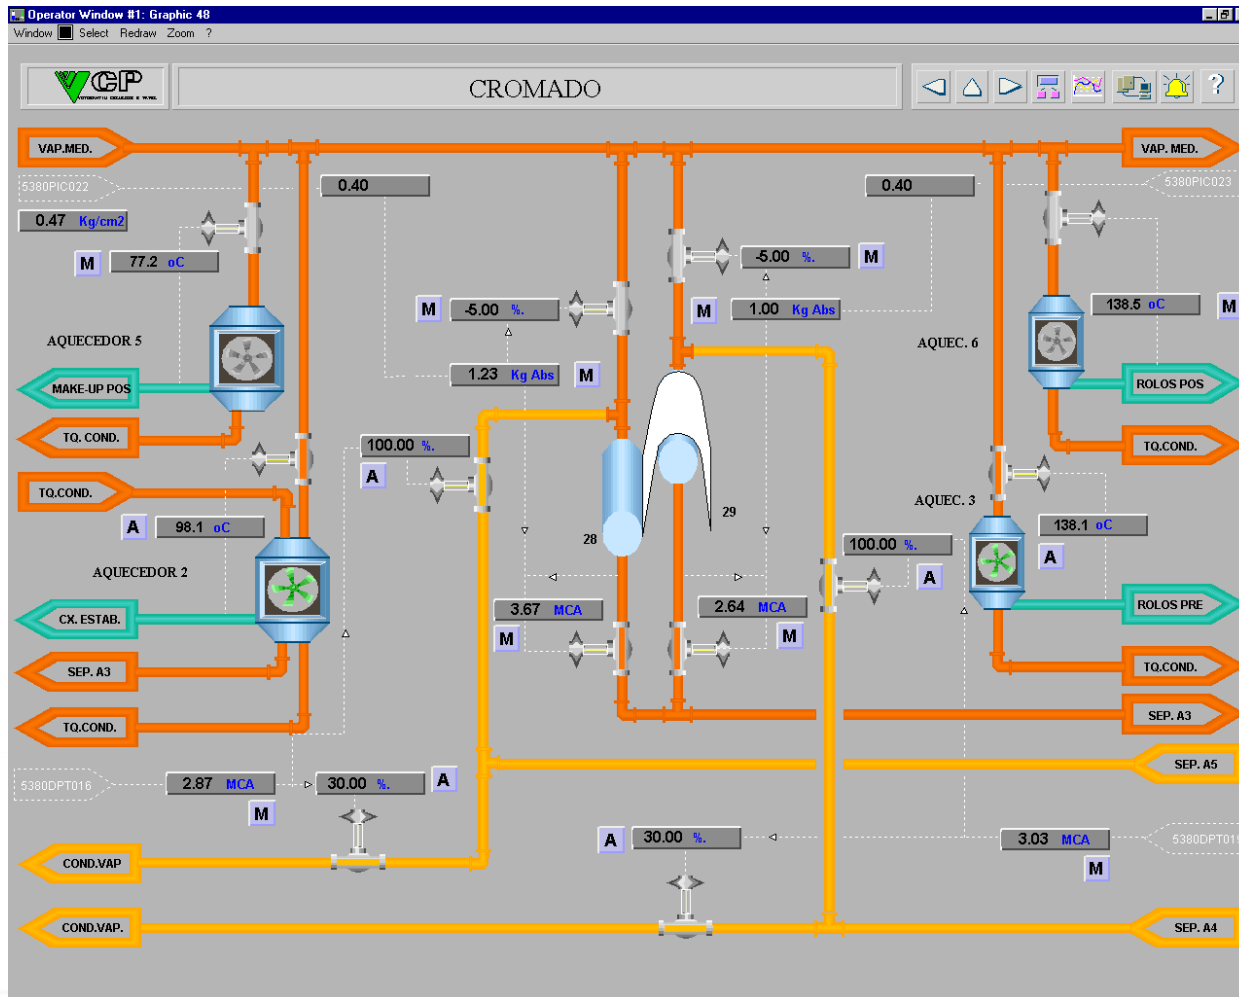 Operator Window #1: Graphic 48
Window Select Redraw Zoom ?
VCP
CROMADO
?
VAP.MED.
VAP. MED.
5380PIC022
0.40
0.40
5380PIC023
0.47 Kg/cm2
M
77.2 oC
-5.00 %.
M
138.5 oC
M
M
-5.00 %.
M
1.00 Kg Abs
AQUECEDOR 5
AQUEC. 6
1.23 Kg Abs
M
MAKE-UP POS
ROLOS POS
TQ. COND.
100.00 %.
TQ.COND.
A
TQ.COND.
AQUEC. 3
A
98.1 oC
29
138.1 oC
28
100.00 %.
A
AQUECEDOR 2
A
3.67 MCA
2.64 MCA
ROLOS PRE
CX. ESTAB.
M
M
SEP. A3
TQ.COND.
SEP. A3
TQ.COND.
SEP. A5
5380DPT016
2.87 MCA
30.00 %.
A
M
A
30.00 %.
3.03 MCA
5380DPT019
COND.VAP
M
COND.VAP.
SEP. A4